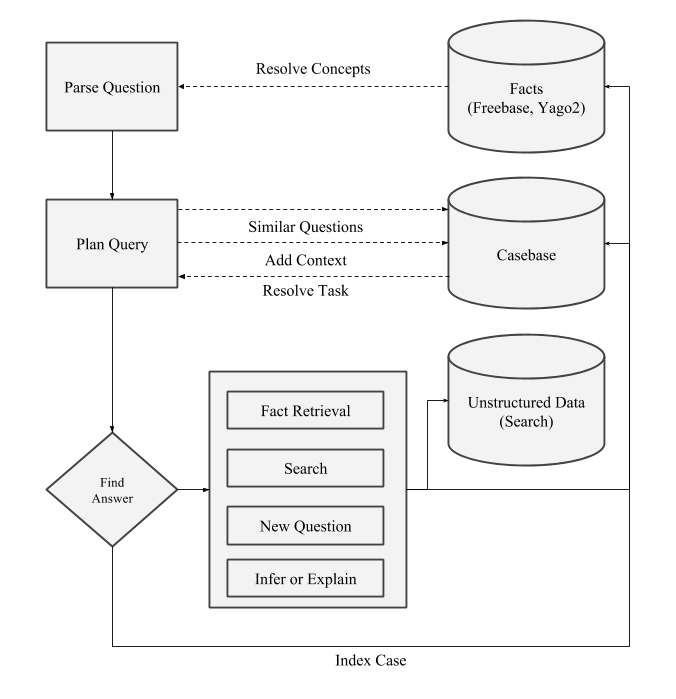 Resolve Concepts
Parse Question
Facts
(Freebase, Yago2)
Similar Questions
Plan Query
Add Context
Casebase
Resolve Task
Unstructured Data
(Search)
Fact Retrieval
Search
Find
Answer
New Question
Infer or Explain
Index Case